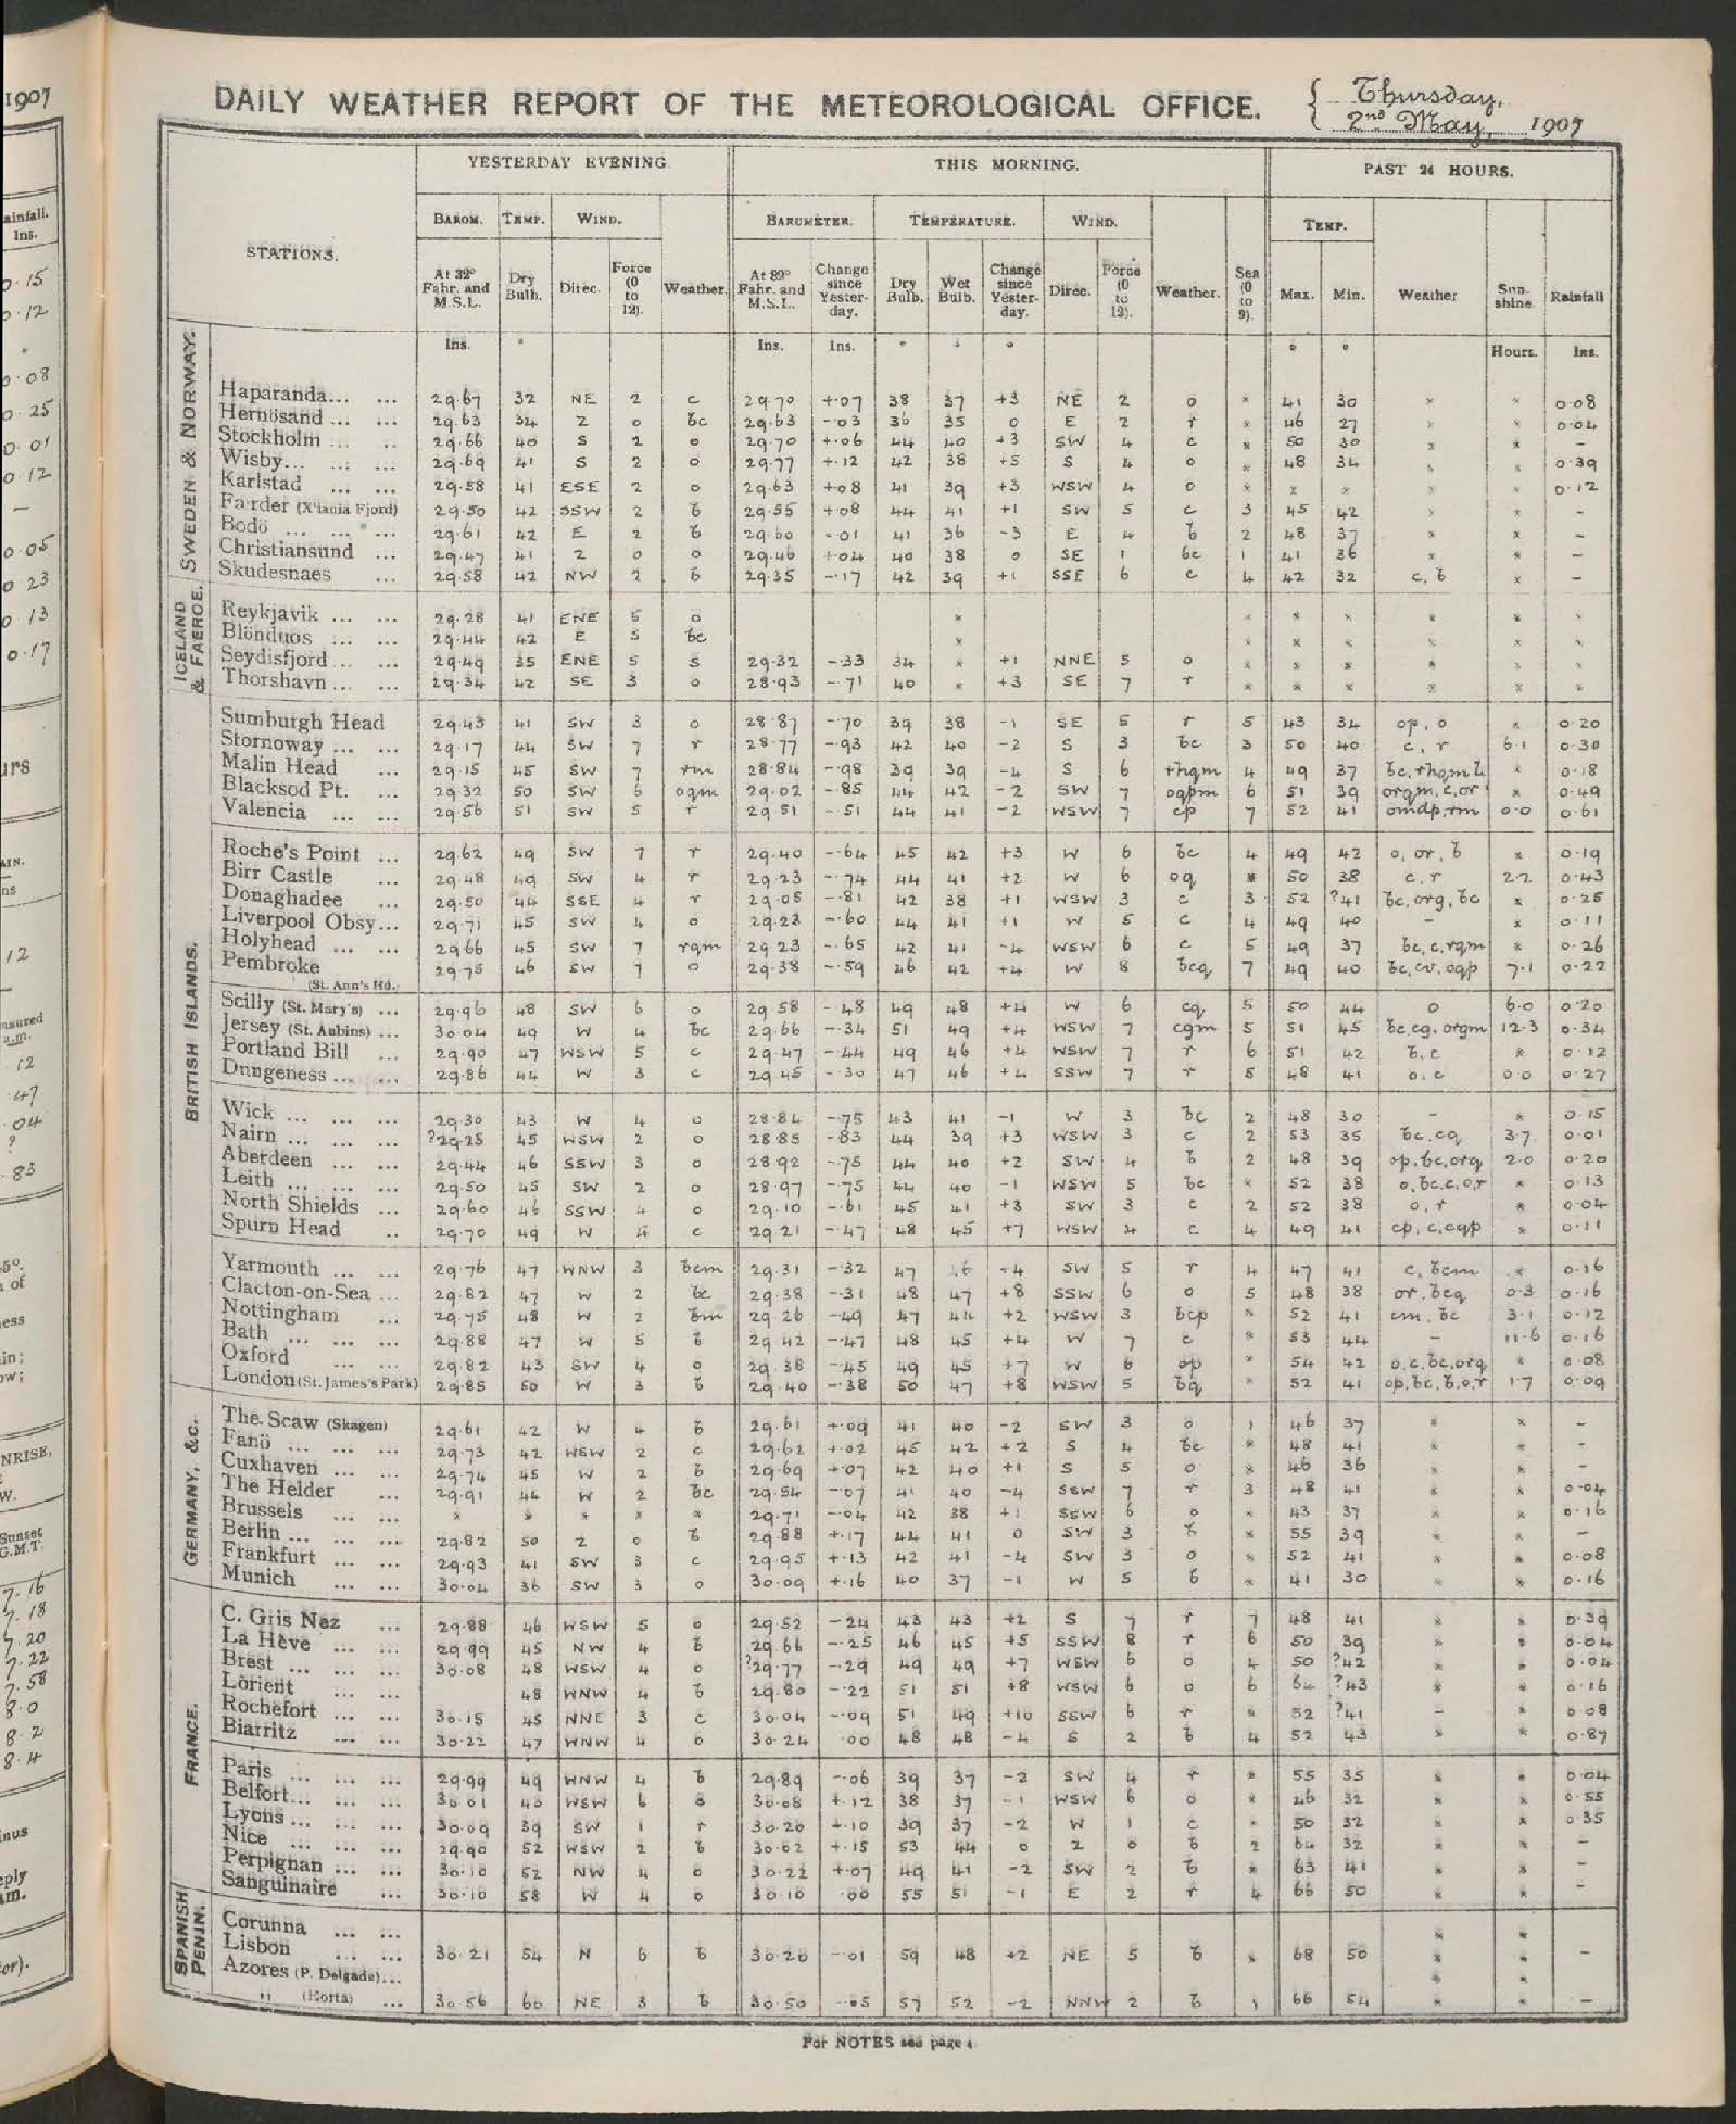 1907
ainfall.
Ins.
0.15
0.12
0.08
0.25
0.01
0.12
—
0.05
0 23
0.13
0.17
urs
AIN.
ns
12
—
asured
a.m.
.12
.47
.04
?
.83
of
ess
in;
ow;
NRISE,
W.
Sunset
G.M.T.
7.16
7.18
7.20
7.22
7.58
8.0
8.2
8.4
inus
ply
am.
or).
DAILY WEATHER REPORT OF THE METEOROLOGICAL OFFICE. { Thursday,
2nd May, 1907
YESTERDAY EVENING. THIS MORNING. PAST 24 HOURS.
STATIONS. BAROM. TEMP. WIND. Weather. BAROMETER. TEMPERATURE. WIND. Weather. Sea (0 to 9). TEMP. Weather Sunshine. Rainfall
At 32° Fahr. and M.S.L. Dry Bulb. Direc. Force (0 to 12). At 32° Fahr. and M.S.L. Change since Yesterday. Dry Bulb. Wet Bulb. Change since Yesterday. Direc. Force (0 to 12). Max. Min.
Ins. ° Ins. Ins. ° ° ° ° ° Hours. Ins.
SWEDEN & NORWAY.
Haparanda... ... 29.67 32 NE 2 c 29.70 +.07 38 37 +3 NE 2 o * 41 30 * * 0.08
Hernösand ... ... 29.63 34 Z 0 bc 29.63 -.03 36 35 0 E 2 r * 46 27 * * 0.04
Stockholm ... .. 29.66 40 S 2 o 29.70 +.06 44 40 +3 SW 4 c * 50 30 * * -
Wisby... ... ... 29.69 41 S 2 o 29.77 +.12 42 38 +5 S 4 o * 48 34 * * 0.39
Karlstad ... ... 29.58 41 ESE 2 o 29.63 +.08 41 39 +3 WSW 4 o * * * * * 0.12
Færder (X'iania Fjord) 29.50 42 SSW 2 b 29.55 +.08 44 41 +1 SW 5 c 3 45 42 * * -
Bodö ... ... ... 29.61 42 E 2 b 29.60 -.01 41 36 -3 E 4 b 2 48 37 * * -
Christiansund ... 29.47 41 Z 0 o 29.46 +.04 40 38 0 SE 1 bc 1 41 36 * * -
Skudesnaes ... 29.58 42 NW 2 b 29.35 -.17 42 39 +1 SSE 6 c 4 42 32 c, b * -
ICELAND & FAEROE.
Reykjavik ... ... 29.28 41 ENE 5 o * * * * * * *
Blönduos ... ... 29.44 42 E 5 bc * * * * * * *
Seydisfjord ... ... 29.49 35 ENE 5 s 29.32 -.33 34 * +1 NNE 5 o * * * * * *
Thorshavn ... ... 29.34 42 SE 3 o 28.93 -.71 40 * +3 SE 7 r * * * * * *
BRITISH ISLANDS.
Sumburgh Head 29.43 41 SW 3 o 28.87 -.70 39 38 -1 SE 5 r 5 43 34 op, o * 0.20
Stornoway ... ... 29.17 44 SW 7 r 28.77 -.93 42 40 -2 S 3 bc 3 50 40 c, r 6.1 0.30
Malin Head ... 29.15 45 SW 7 rm 28.84 -.98 39 39 -4 S 6 rhqm 4 49 37 bc, rhqm * 0.18
Blacksod Pt. ... 29.32 50 SW 6 oqm 29.02 -.85 44 42 -2 SW 7 oqpm 6 51 39 orqm, c, or * 0.49
Valencia ... ... 29.56 51 SW 5 r 29.51 -.51 44 41 -2 WSW 7 cp 7 52 41 omdp, rm 0.0 0.61
Roche's Point ... 29.62 49 SW 7 r 29.40 -.64 45 42 +3 W 6 bc 4 49 42 o, or, b * 0.19
Birr Castle ... 29.48 49 SW 4 r 29.23 -.74 44 41 +2 W 6 oq * 50 38 c, r 2.2 0.43
Donaghadee ... 29.50 44 SSE 4 r 29.05 -.81 42 38 +1 WSW 3 c 3 52 ?41 bc, orq, bc * 0.25
Liverpool Obsy... 29.71 45 SW 4 o 29.23 -.60 44 41 +1 W 5 c 4 49 40 - * 0.11
Holyhead ... ... 29.66 45 SW 7 rqm 29.23 -.65 42 41 -4 WSW 6 c 5 49 37 bc, c, rqm * 0.26
Pembroke (St. Ann's Hd.) 29.75 46 SW 7 o 29.38 -.59 46 42 +4 W 8 bcq 7 49 40 bc, cv, oqp 7.1 0.22
Scilly (St. Mary's) ... 29.96 48 SW 6 o 29.58 -.48 49 48 +4 W 6 cq 5 50 44 o 6.0 0.20
Jersey (St. Aubins) ... 30.04 49 W 4 bc 29.66 -.34 51 49 +4 WSW 7 cqm 5 51 45 bc, cq, orqm 12.3 0.34
Portland Bill ... 29.90 47 WSW 5 c 29.47 -.44 49 46 +4 WSW 7 r 6 51 42 b, c * 0.12
Dungeness ... ... 29.86 44 W 3 c 29.45 -.30 47 46 +4 SSW 7 r 5 48 41 o, c 0.0 0.27
Wick ... ... ... 29.30 43 W 4 o 28.84 -.75 43 41 -1 W 3 bc 2 48 30 - * 0.15
Nairn ... ... ... ?29.25 45 WSW 2 o 28.85 -.83 44 39 +3 WSW 3 c 2 53 35 bc, cq 3.7 0.01
Aberdeen ... ... 29.44 46 SSW 3 o 28.92 -.75 44 40 +2 SW 4 b 2 48 39 op, bc, orq 2.0 0.20
Leith ... ... ... 29.50 45 SW 2 o 28.97 -.75 44 40 -1 WSW 5 bc * 52 38 o, bc, c, o, r * 0.13
North Shields ... 29.60 46 SSW 4 o 29.10 -.61 45 41 +3 SW 3 c 2 52 38 o, r * 0.04
Spurn Head .. 29.70 49 W 4 c 29.21 -.47 48 45 +7 WSW 4 c 4 49 41 cp, c, cqp * 0.11
Yarmouth ... ... 29.76 47 WNW 3 bcm 29.31 -.32 47 46 -4 SW 5 r 4 47 41 c, bcm * 0.16
Clacton-on-Sea ... 29.82 47 W 2 bc 29.38 -.31 48 47 +8 SSW 6 o 5 48 38 or, bcq 0.3 0.16
Nottingham ... 29.75 48 W 2 bm 29.26 -.49 47 44 +2 WSW 3 bcp * 52 41 cm, bc 3.1 0.12
Bath ... ... ... 29.88 47 W 5 b 29.42 -.47 48 45 +4 W 7 c * 53 44 - 11.6 0.16
Oxford ... ... 29.82 43 SW 4 o 29.38 -.45 49 45 +7 W 6 op * 54 42 o, c, bc, orq * 0.08
London (St. James's Park) 29.85 50 W 3 b 29.40 -.38 50 47 +8 WSW 5 bq * 52 41 op, bc, b, o, r 1.7 0.09
GERMANY, &c.
The Scaw (Skagen) 29.61 42 W 4 b 29.61 +.09 41 40 -2 SW 3 o 1 46 37 * * -
Fanö ... ... ... 29.73 42 WSW 2 c 29.62 +.02 45 42 +2 S 4 bc * 48 41 * * -
Cuxhaven ... ... 29.74 45 W 2 b 29.69 +.07 42 40 +1 S 5 o * 46 36 * * -
The Helder ... 29.91 44 W 2 bc 29.54 -.07 41 40 -4 SSW 7 r 3 48 41 * * 0.04
Brussels ... ... * * * * 29.71 -.04 42 38 +1 SSW 6 o * 43 37 * * 0.16
Berlin ... ... ... 29.82 50 Z 0 b 29.88 +.17 44 41 0 SW 3 b * 55 39 * * -
Frankfurt ... ... 29.93 41 SW 3 c 29.95 +.13 42 41 -4 SW 3 o * 52 41 * * 0.08
Munich ... ... 30.04 36 SW 3 o 30.09 +.16 40 37 -1 W 5 b * 41 30 * * 0.16
FRANCE.
C. Gris Nez ... 29.88 46 WSW 5 o 29.52 -.24 43 43 +2 S 7 r 7 48 41 * * 0.39
La Hève ... ... 29.99 45 NW 4 b 29.66 -.25 46 45 +5 SSW 8 r 6 50 39 * * 0.04
Brest ... ... ... 30.08 48 WSW 4 o ?29.77 -.29 49 49 +7 WSW 6 o 4 50 ?42 * * 0.04
Lorient ... ... 48 WNW 4 b 29.80 -.22 51 51 +8 WSW 6 o 6 64 ?43 * * 0.16
Rochefort ... ... 30.15 45 NNE 3 c 30.04 -.09 51 49 +10 SSW 6 r * 52 ?41 - * 0.08
Biarritz ... ... 30.22 47 WNW 4 o 30.24 .00 48 48 -4 S 2 b 4 52 43 * * 0.87
Paris ... ... ... 29.99 49 WNW 4 b 29.89 -.06 39 37 -2 SW 4 r * 55 35 * * 0.04
Belfort... ... ... 30.01 40 WSW 6 o 30.08 +.12 38 37 -1 WSW 6 o * 46 32 * * 0.55
Lyons ... ... ... 30.09 39 SW 1 r 30.20 +.10 39 37 -2 W 1 c * 50 32 * * 0.35
Nice ... ... ... 29.90 52 WSW 2 b 30.02 +.15 53 44 0 Z 0 b 2 64 32 * * -
Perpignan ... ... 30.10 52 NW 4 o 30.22 +.07 49 41 -2 SW 2 b * 63 41 * * -
Sanguinaire ... 30.10 58 W 4 o 30.10 .00 55 51 -1 E 2 r 4 66 50 * * -
SPANISH PENIN.
Corunna ... ... * *
Lisbon ... ... 30.21 54 N 6 b 30.20 -.01 59 48 +2 NE 5 b * 68 50 * * -
Azores (P. Delgada)... * *
,, (Horta) ... 30.56 60 NE 3 b 30.50 -.05 57 52 -2 NNW 2 b 1 66 54 * * -
For NOTES see page 4